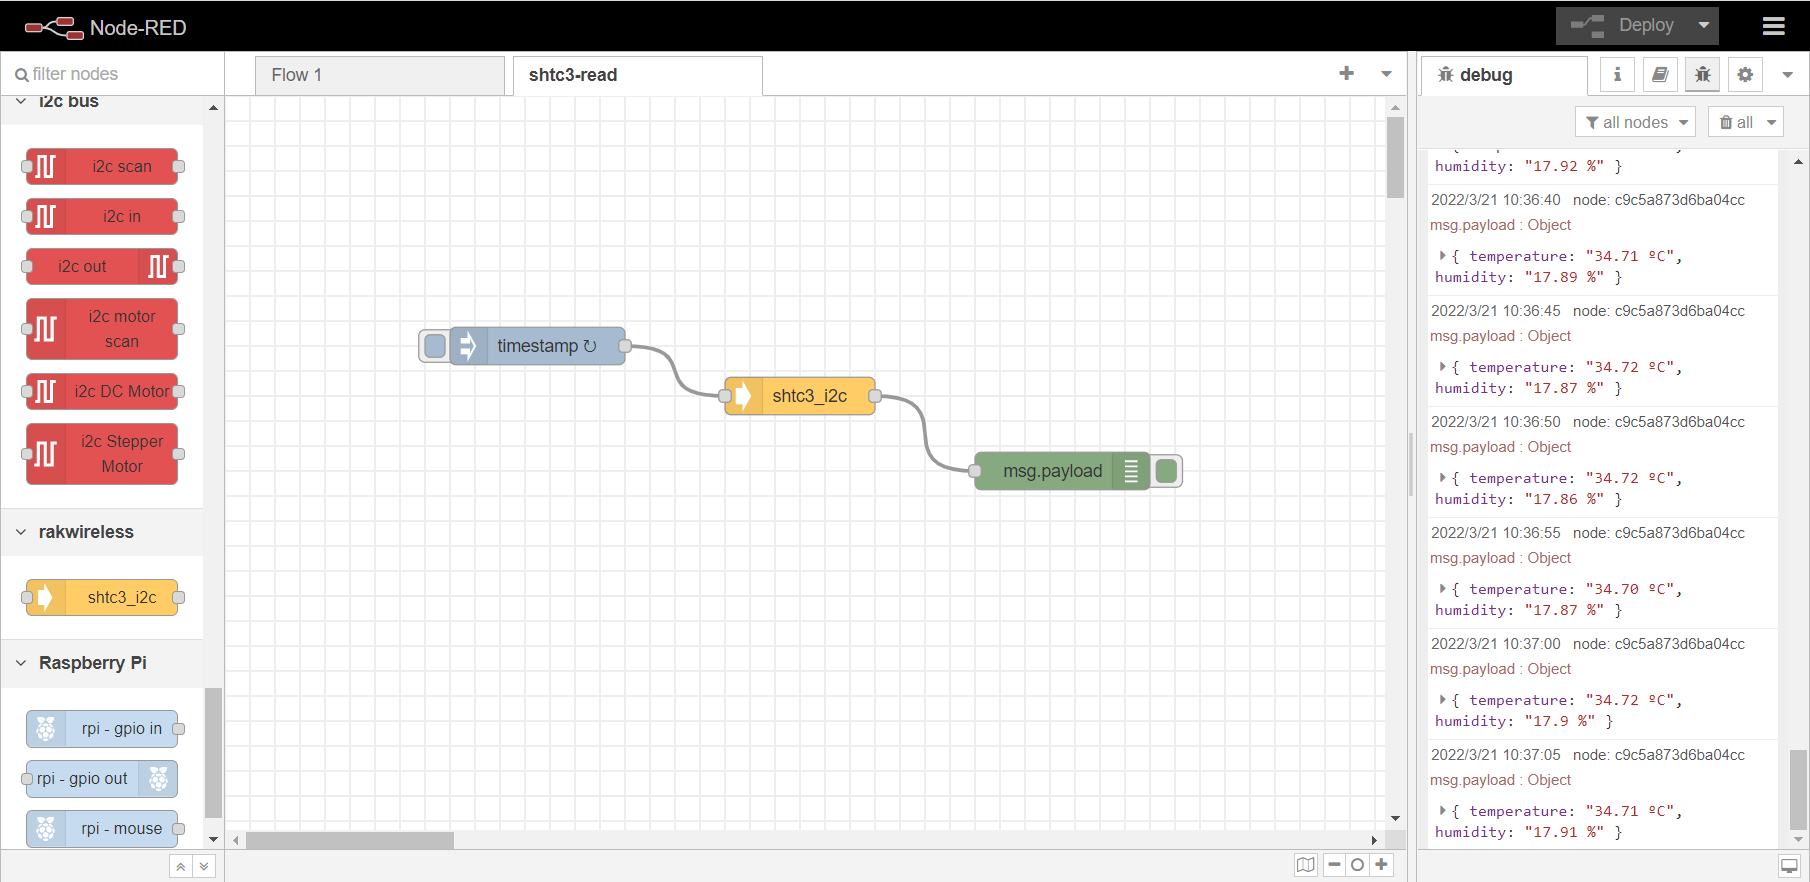 Node-RED
Deploy
filter nodes
i2c bus
i2c scan
i2c in
i2c out
i2c motor
scan
i2c DC Motor
i2c Stepper
Motor
rakwireless
shtc3_i2c
Raspberry Pi
rpi - gpio in
rpi - gpio out
rpi - mouse
Flow 1
shtc3-read
timestamp ↻
shtc3_i2c
msg.payload
debug
all nodes
all
humidity: "17.92 %" }
2022/3/21 10:36:40 node: c9c5a873d6ba04cc
msg.payload : Object
{ temperature: "34.71 ºC",
humidity: "17.89 %" }
2022/3/21 10:36:45 node: c9c5a873d6ba04cc
msg.payload : Object
{ temperature: "34.72 ºC",
humidity: "17.87 %" }
2022/3/21 10:36:50 node: c9c5a873d6ba04cc
msg.payload : Object
{ temperature: "34.72 ºC",
humidity: "17.86 %" }
2022/3/21 10:36:55 node: c9c5a873d6ba04cc
msg.payload : Object
{ temperature: "34.70 ºC",
humidity: "17.87 %" }
2022/3/21 10:37:00 node: c9c5a873d6ba04cc
msg.payload : Object
{ temperature: "34.72 ºC",
humidity: "17.9 %" }
2022/3/21 10:37:05 node: c9c5a873d6ba04cc
msg.payload : Object
{ temperature: "34.71 ºC",
humidity: "17.91 %" }